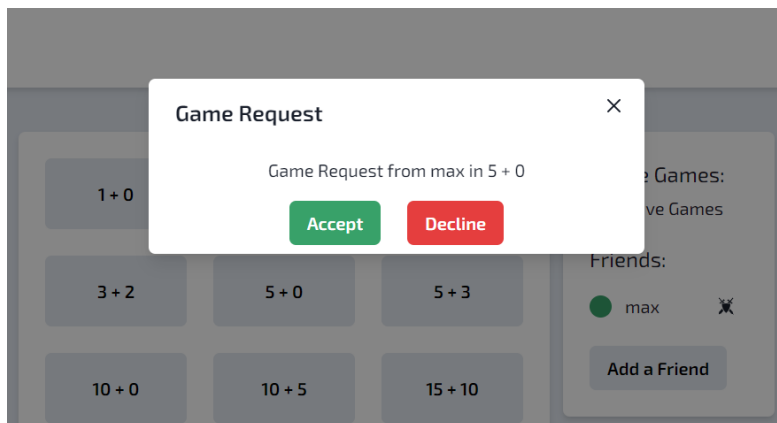 Game Request
Game Request from max in 5 + 0
Accept
Decline
1 + 0
3 + 2
5 + 0
5 + 3
10 + 0
10 + 5
15 + 10
Games:
ve Games
Friends:
max
Add a Friend